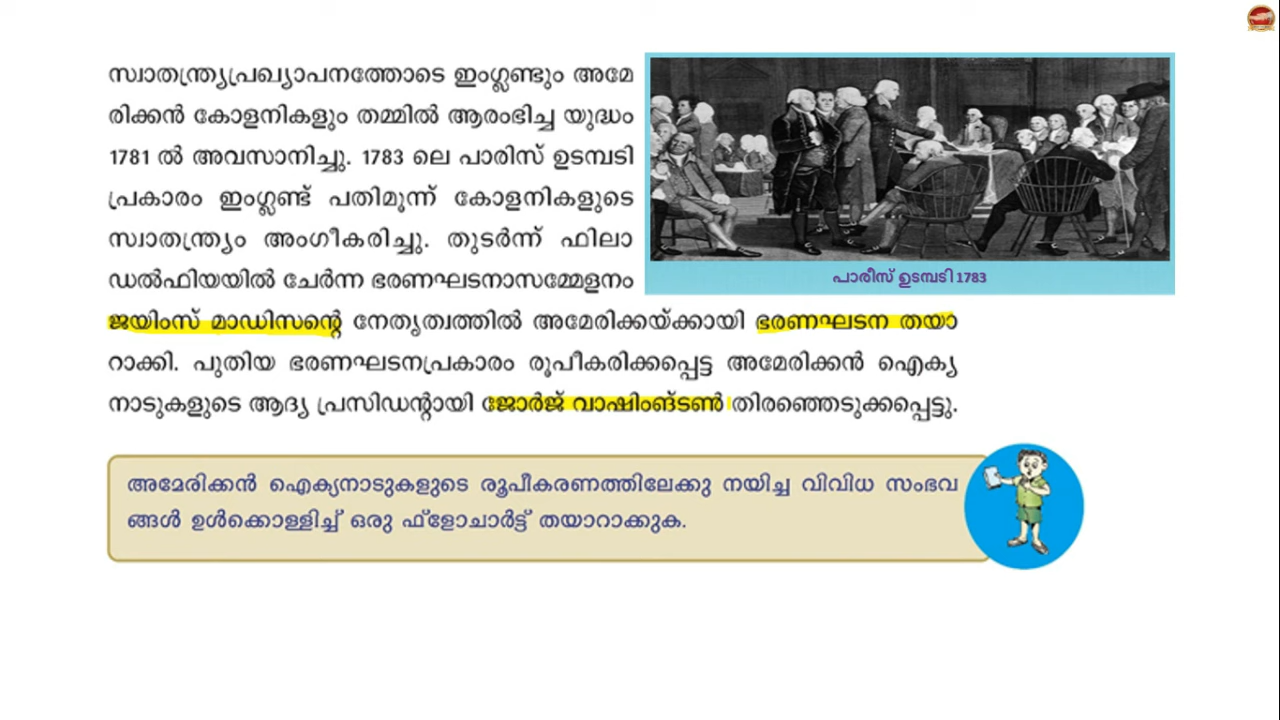 സ്വാതന്ത്ര്യപ്രഖ്യാപനത്തോടെ ഇംഗ്ലണ്ടും അമേ
രിക്കൻ കോളനികളും തമ്മിൽ ആരംഭിച്ച യുദ്ധം
1781 ൽ അവസാനിച്ചു. 1783 ലെ പാരിസ് ഉടമ്പടി
പ്രകാരം ഇംഗ്ലണ്ട് പതിമൂന്ന് കോളനികളുടെ
സ്വാതന്ത്ര്യം അംഗീകരിച്ചു. തുടർന്ന് ഫിലാ
ഡൽഫിയയിൽ ചേർന്ന ഭരണഘടനാസമ്മേളനം
ജയിംസ് മാഡിസന്റെ നേതൃത്വത്തിൽ അമേരിക്കയ്ക്കായി ഭരണഘടന തയാ
റാക്കി. പുതിയ ഭരണഘടനപ്രകാരം രൂപീകരിക്കപ്പെട്ട അമേരിക്കൻ ഐക്യ
നാടുകളുടെ ആദ്യ പ്രസിഡന്റായി ജോർജ് വാഷിംങ്ടൺ തിരഞ്ഞെടുക്കപ്പെട്ടു.
പാരീസ് ഉടമ്പടി 1783
അമേരിക്കൻ ഐക്യനാടുകളുടെ രൂപീകരണത്തിലേക്കു നയിച്ച വിവിധ സംഭവ
ങ്ങൾ ഉൾക്കൊള്ളിച്ച് ഒരു ഫ്ളോചാർട്ട് തയാറാക്കുക.